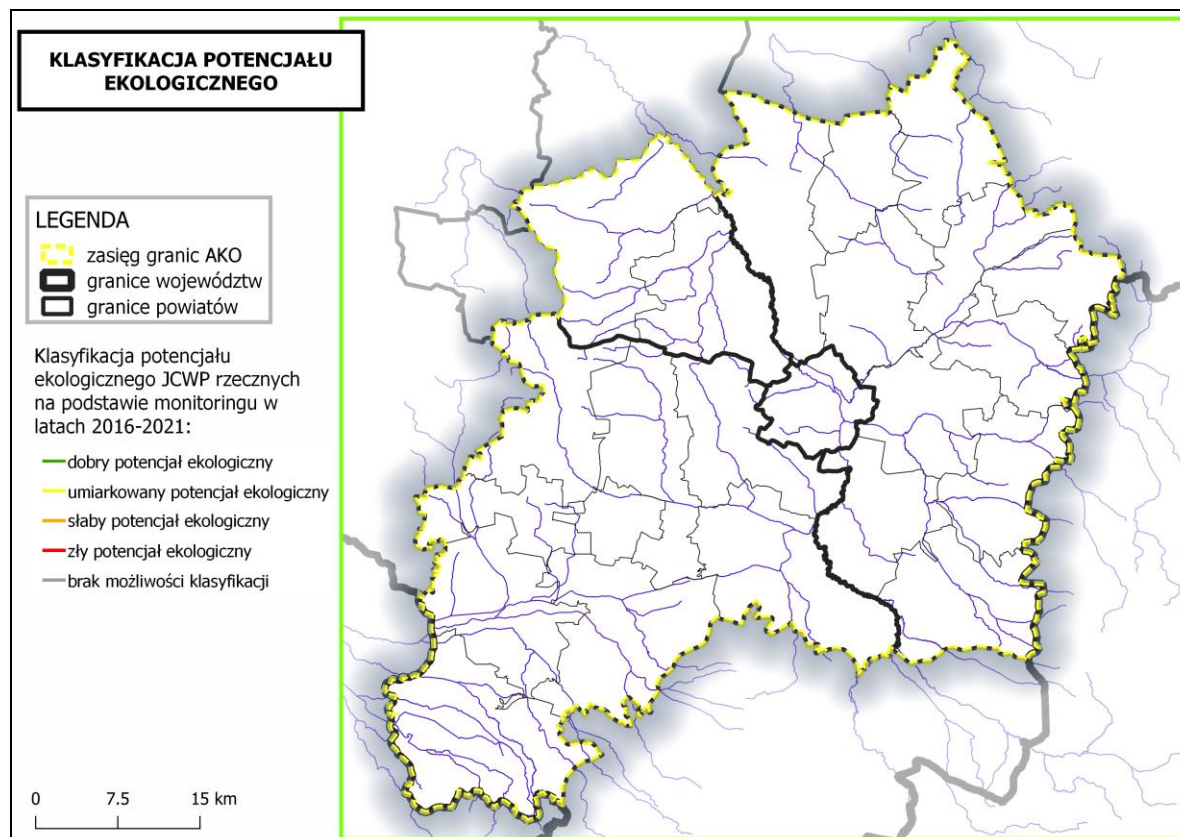 KLASYFIKACJA POTENCJAŁU
EKOLOGICZNEGO
LEGENDA
zasięg granic AKO
granice województw
granice powiatów
Klasyfikacja potencjału
ekologicznego JCWP rzecznych
na podstawie monitoringu w
latach 2016-2021:
dobry potencjał ekologiczny
umiarkowany potencjał ekologiczny
słaby potencjał ekologiczny
zły potencjał ekologiczny
brak możliwości klasyfikacji
0 7.5 15 km